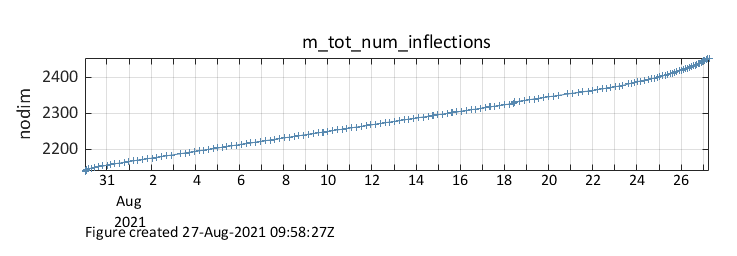 m_tot_num_inflections
nodim
2400
2300
2200
31 2 4 6 8 10 12 14 16 18 20 22 24 26
Aug
2021
Figure created 27-Aug-2021 09:58:27Z